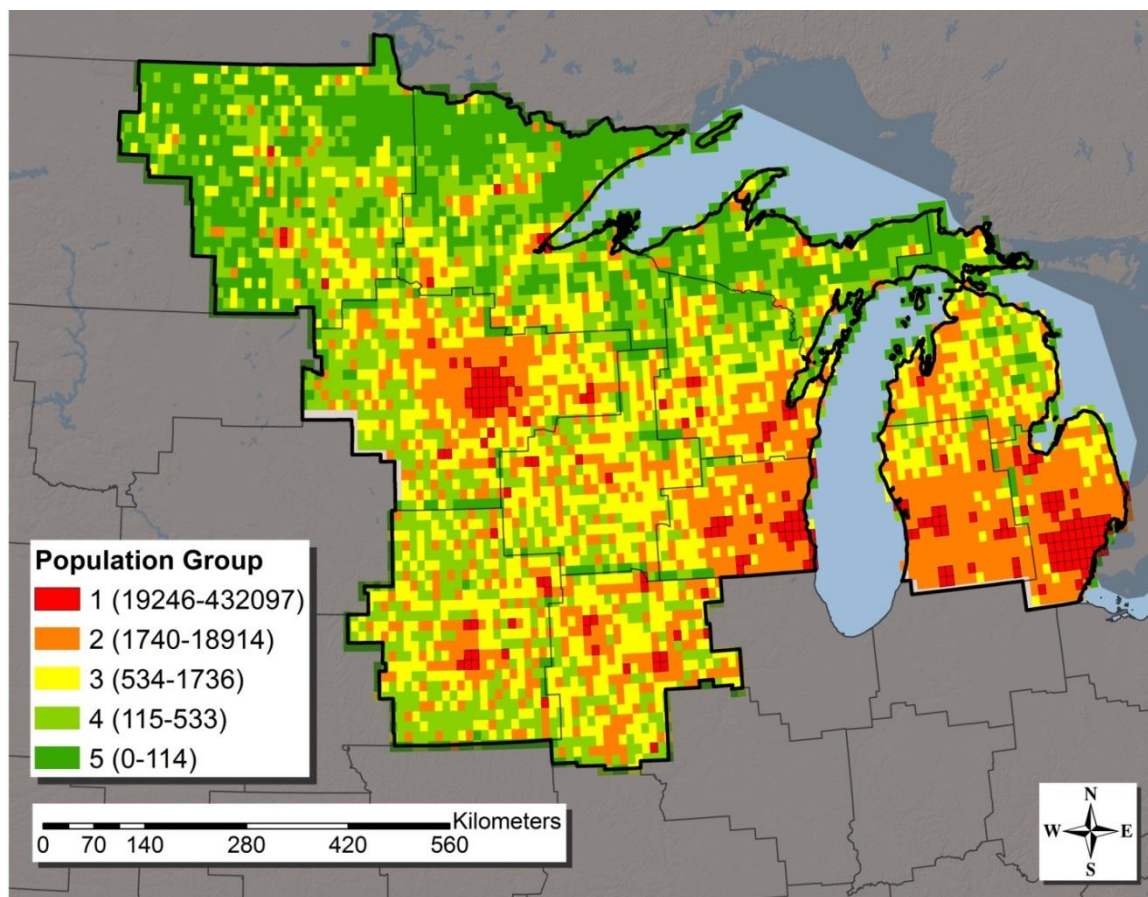 Population Group
1 (19246-432097)
2 (1740-18914)
3 (534-1736)
4 (115-533)
5 (0-114)
Kilometers
0 70 140 280 420 560
N
W E
S